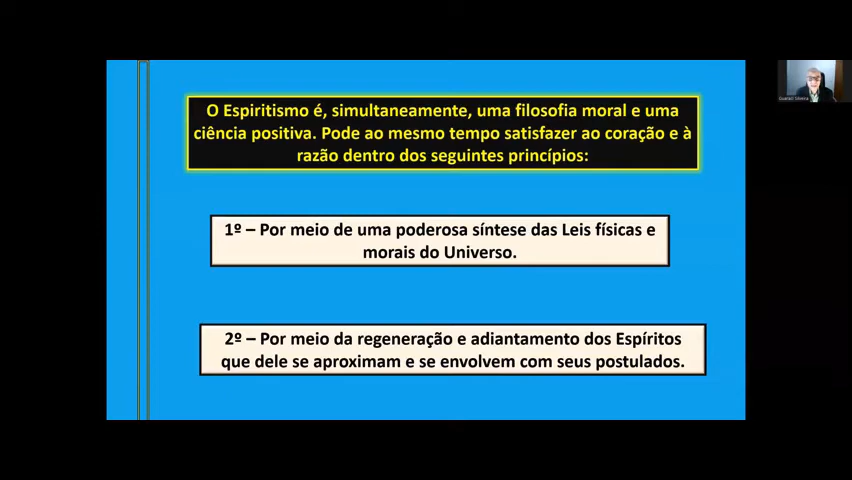 O Espiritismo é, simultaneamente, uma filosofia moral e uma
ciência positiva. Pode ao mesmo tempo satisfazer ao coração e à
razão dentro dos seguintes princípios:
1º – Por meio de uma poderosa síntese das Leis físicas e
morais do Universo.
2º – Por meio da regeneração e adiantamento dos Espíritos
que dele se aproximam e se envolvem com seus postulados.